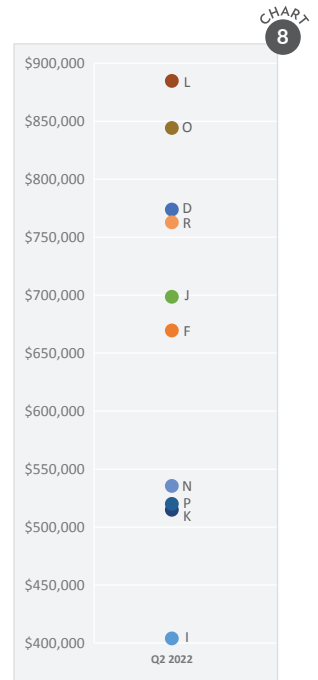 CHART
8
$900,000
L
$850,000
O
$800,000
D
R
$750,000
$700,000
J
F
$650,000
$600,000
$550,000
N
P
K
$500,000
$450,000
I
$400,000
Q2 2022